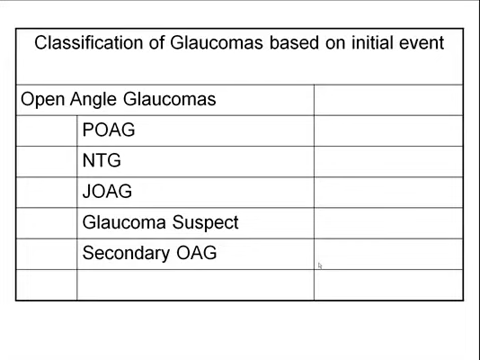 Classification of Glaucomas based on initial event
Open Angle Glaucomas
POAG
NTG
JOAG
Glaucoma Suspect
Secondary OAG